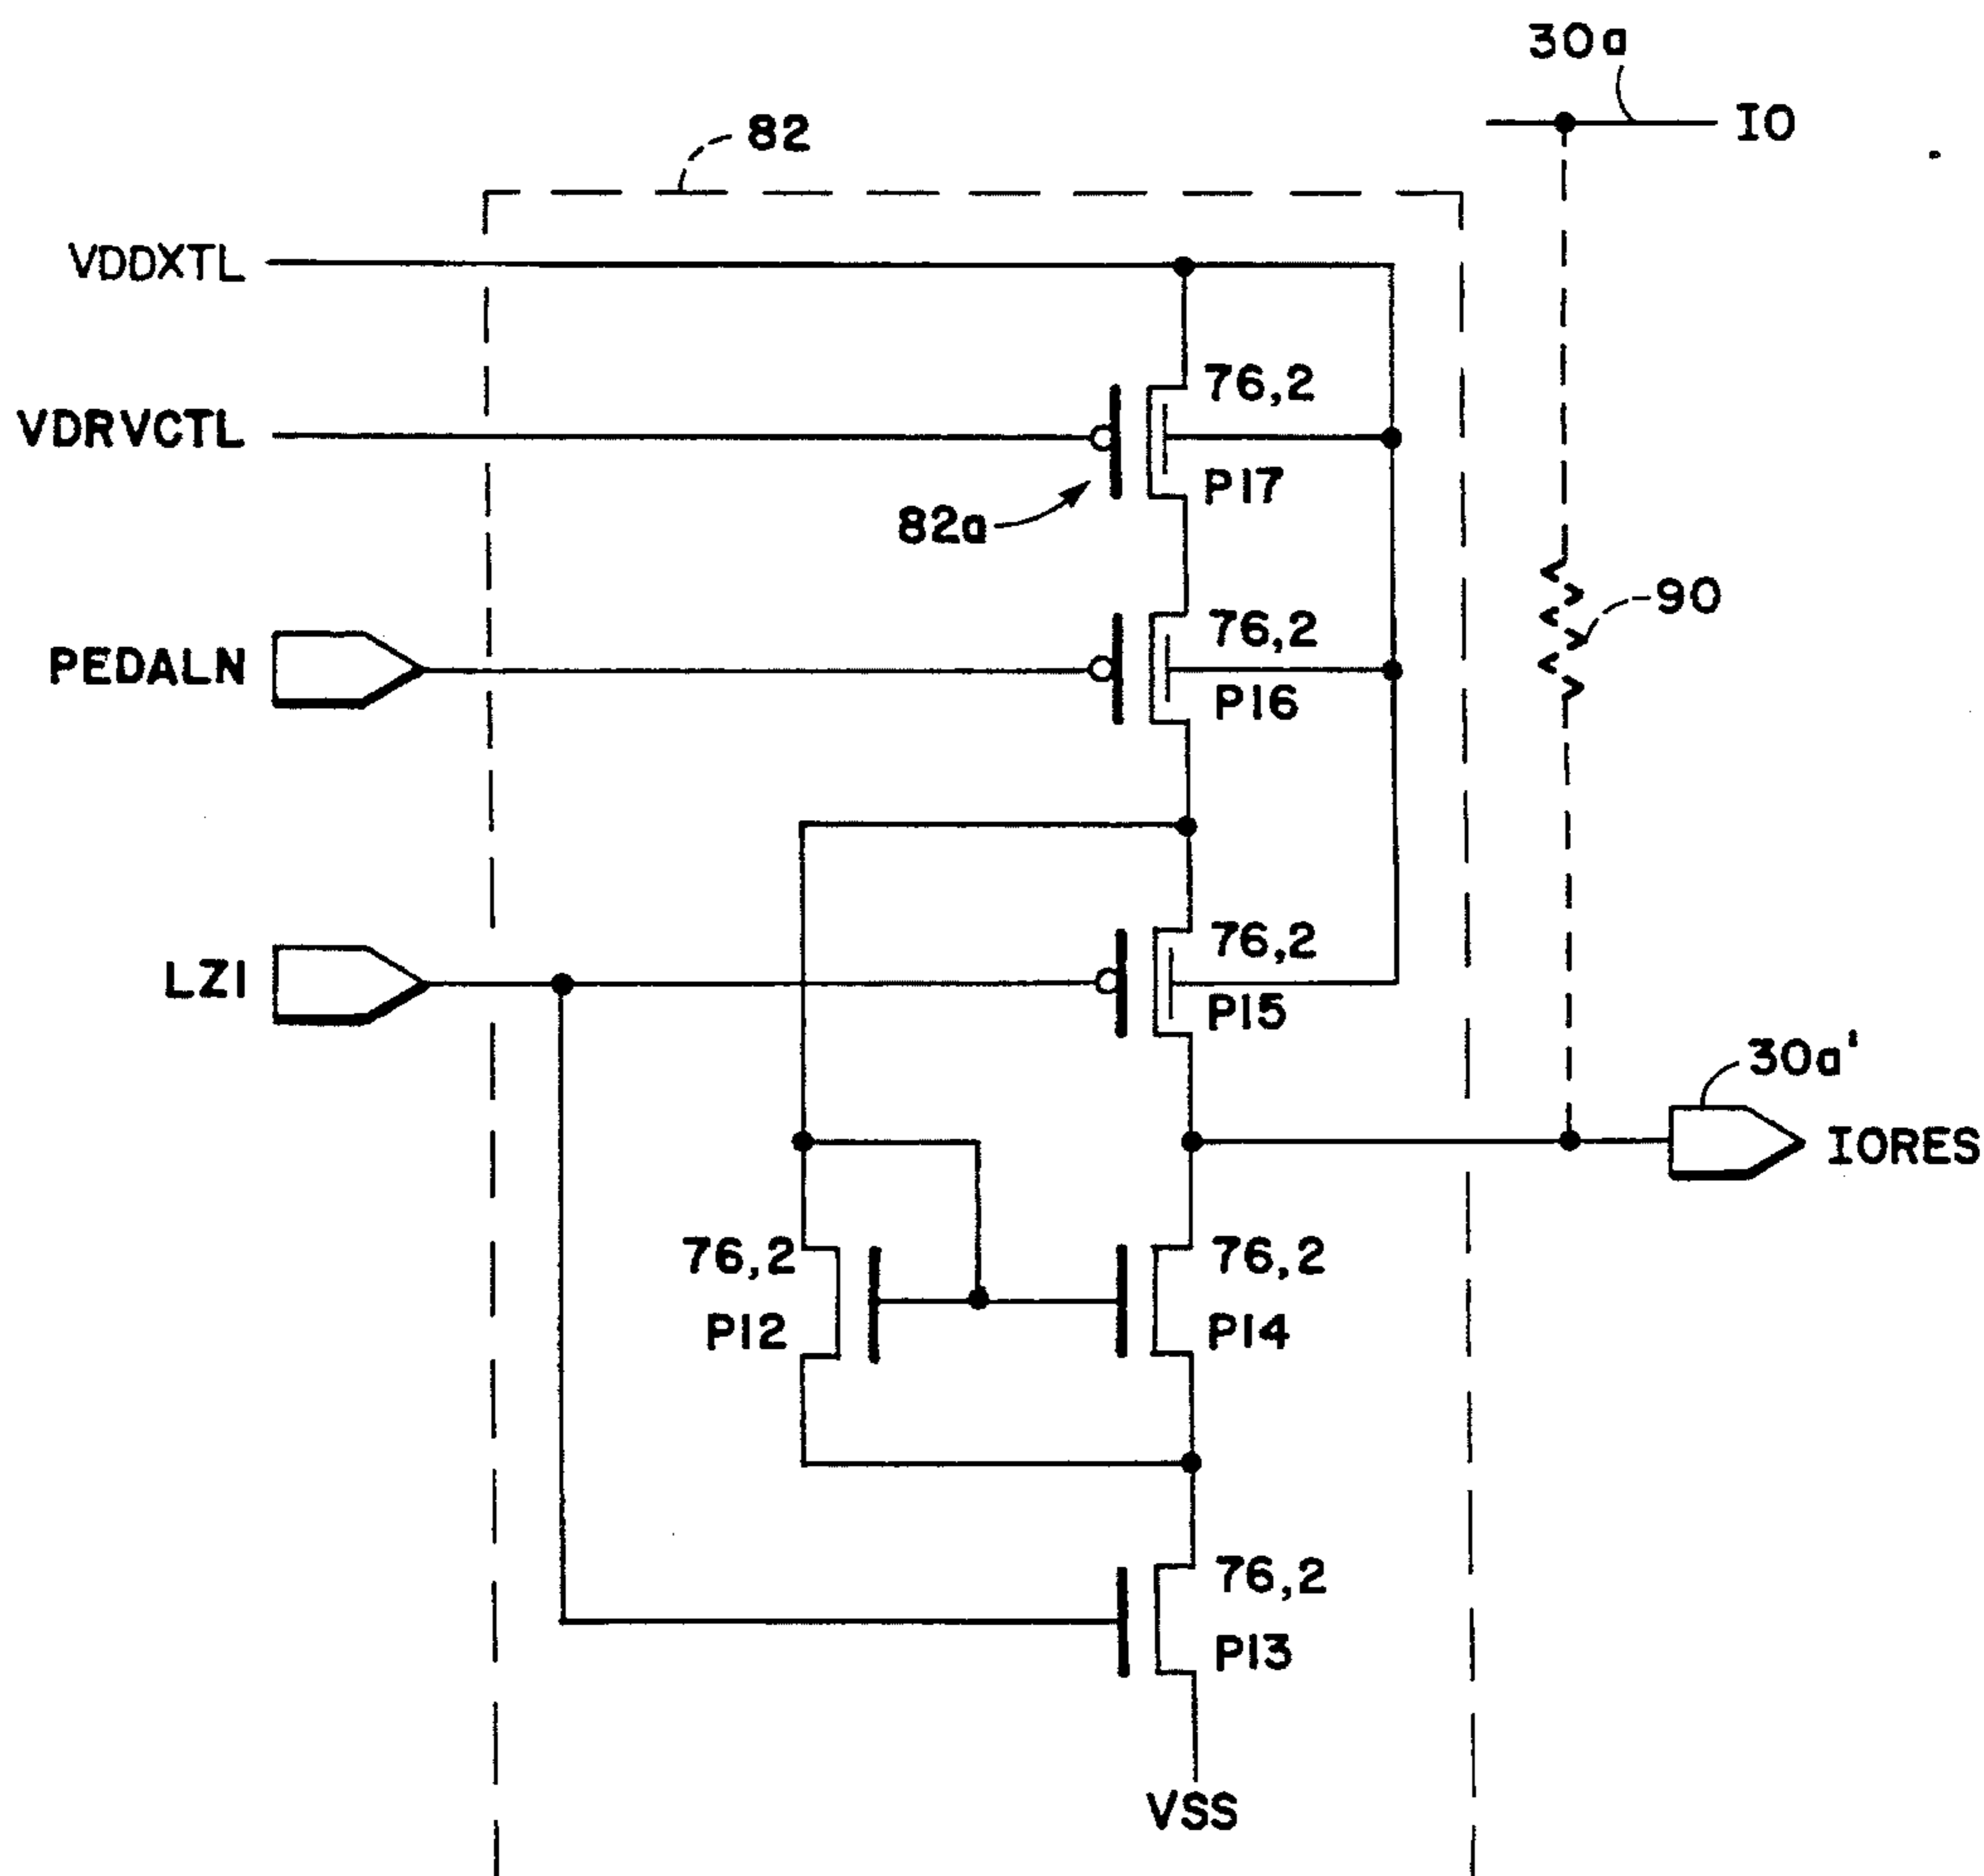 30a
IO
82
VDDXTL
76,2
VDRVCTL
P17
82a
76,2
90
PEDALN
P16
76,2
LZI
P15
30a'
IORES
76,2
76,2
P12
P14
76,2
P13
VSS